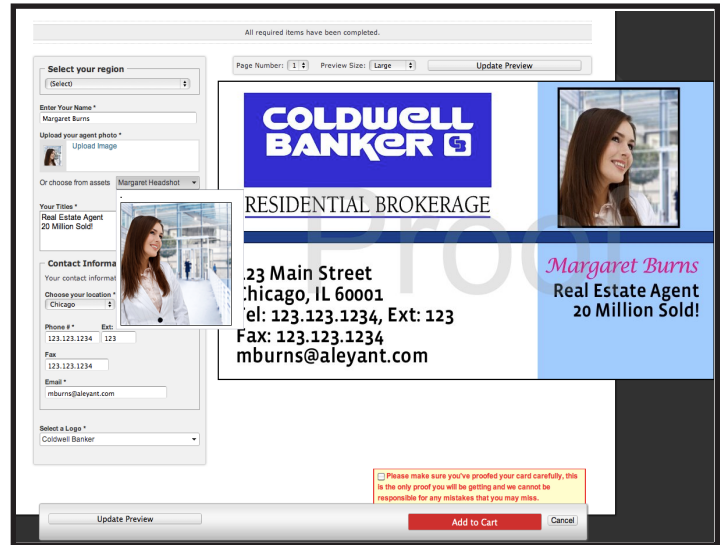 All required items have been completed.
Select your region
(Select)
Enter Your Name *
Margaret Burns
Upload your agent photo *
Upload Image
Or choose from assets Margaret Headshot
Your Titles *
Real Estate Agent
20 Million Sold!
Contact Informa
Your contact informat
Choose your location *
Chicago
Phone # * Ext:
123.123.1234 123
Fax
123.123.1234
Email *
mburns@aleyant.com
Select a Logo *
Coldwell Banker
Page Number: 1 Preview Size: Large Update Preview
COLDWELL
BANKER CB
RESIDENTIAL BROKERAGE
Proof
123 Main Street
Chicago, IL 60001
Tel: 123.123.1234, Ext: 123
Fax: 123.123.1234
mburns@aleyant.com
Margaret Burns
Real Estate Agent
20 Million Sold!
Please make sure you've proofed your card carefully, this
is the only proof you will be getting and we cannot be
responsible for any mistakes that you may miss.
Update Preview Add to Cart Cancel